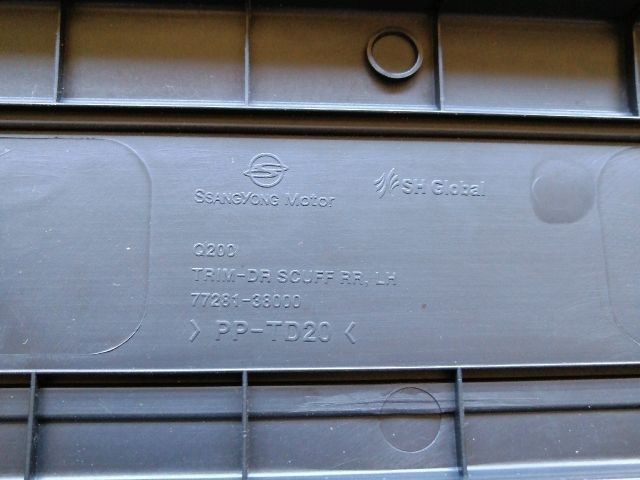 SSANGYONG Motor
SH Global
Q200
TRIM-DR SCUFF RR, LH
77281-38000
> PP-TD20 <